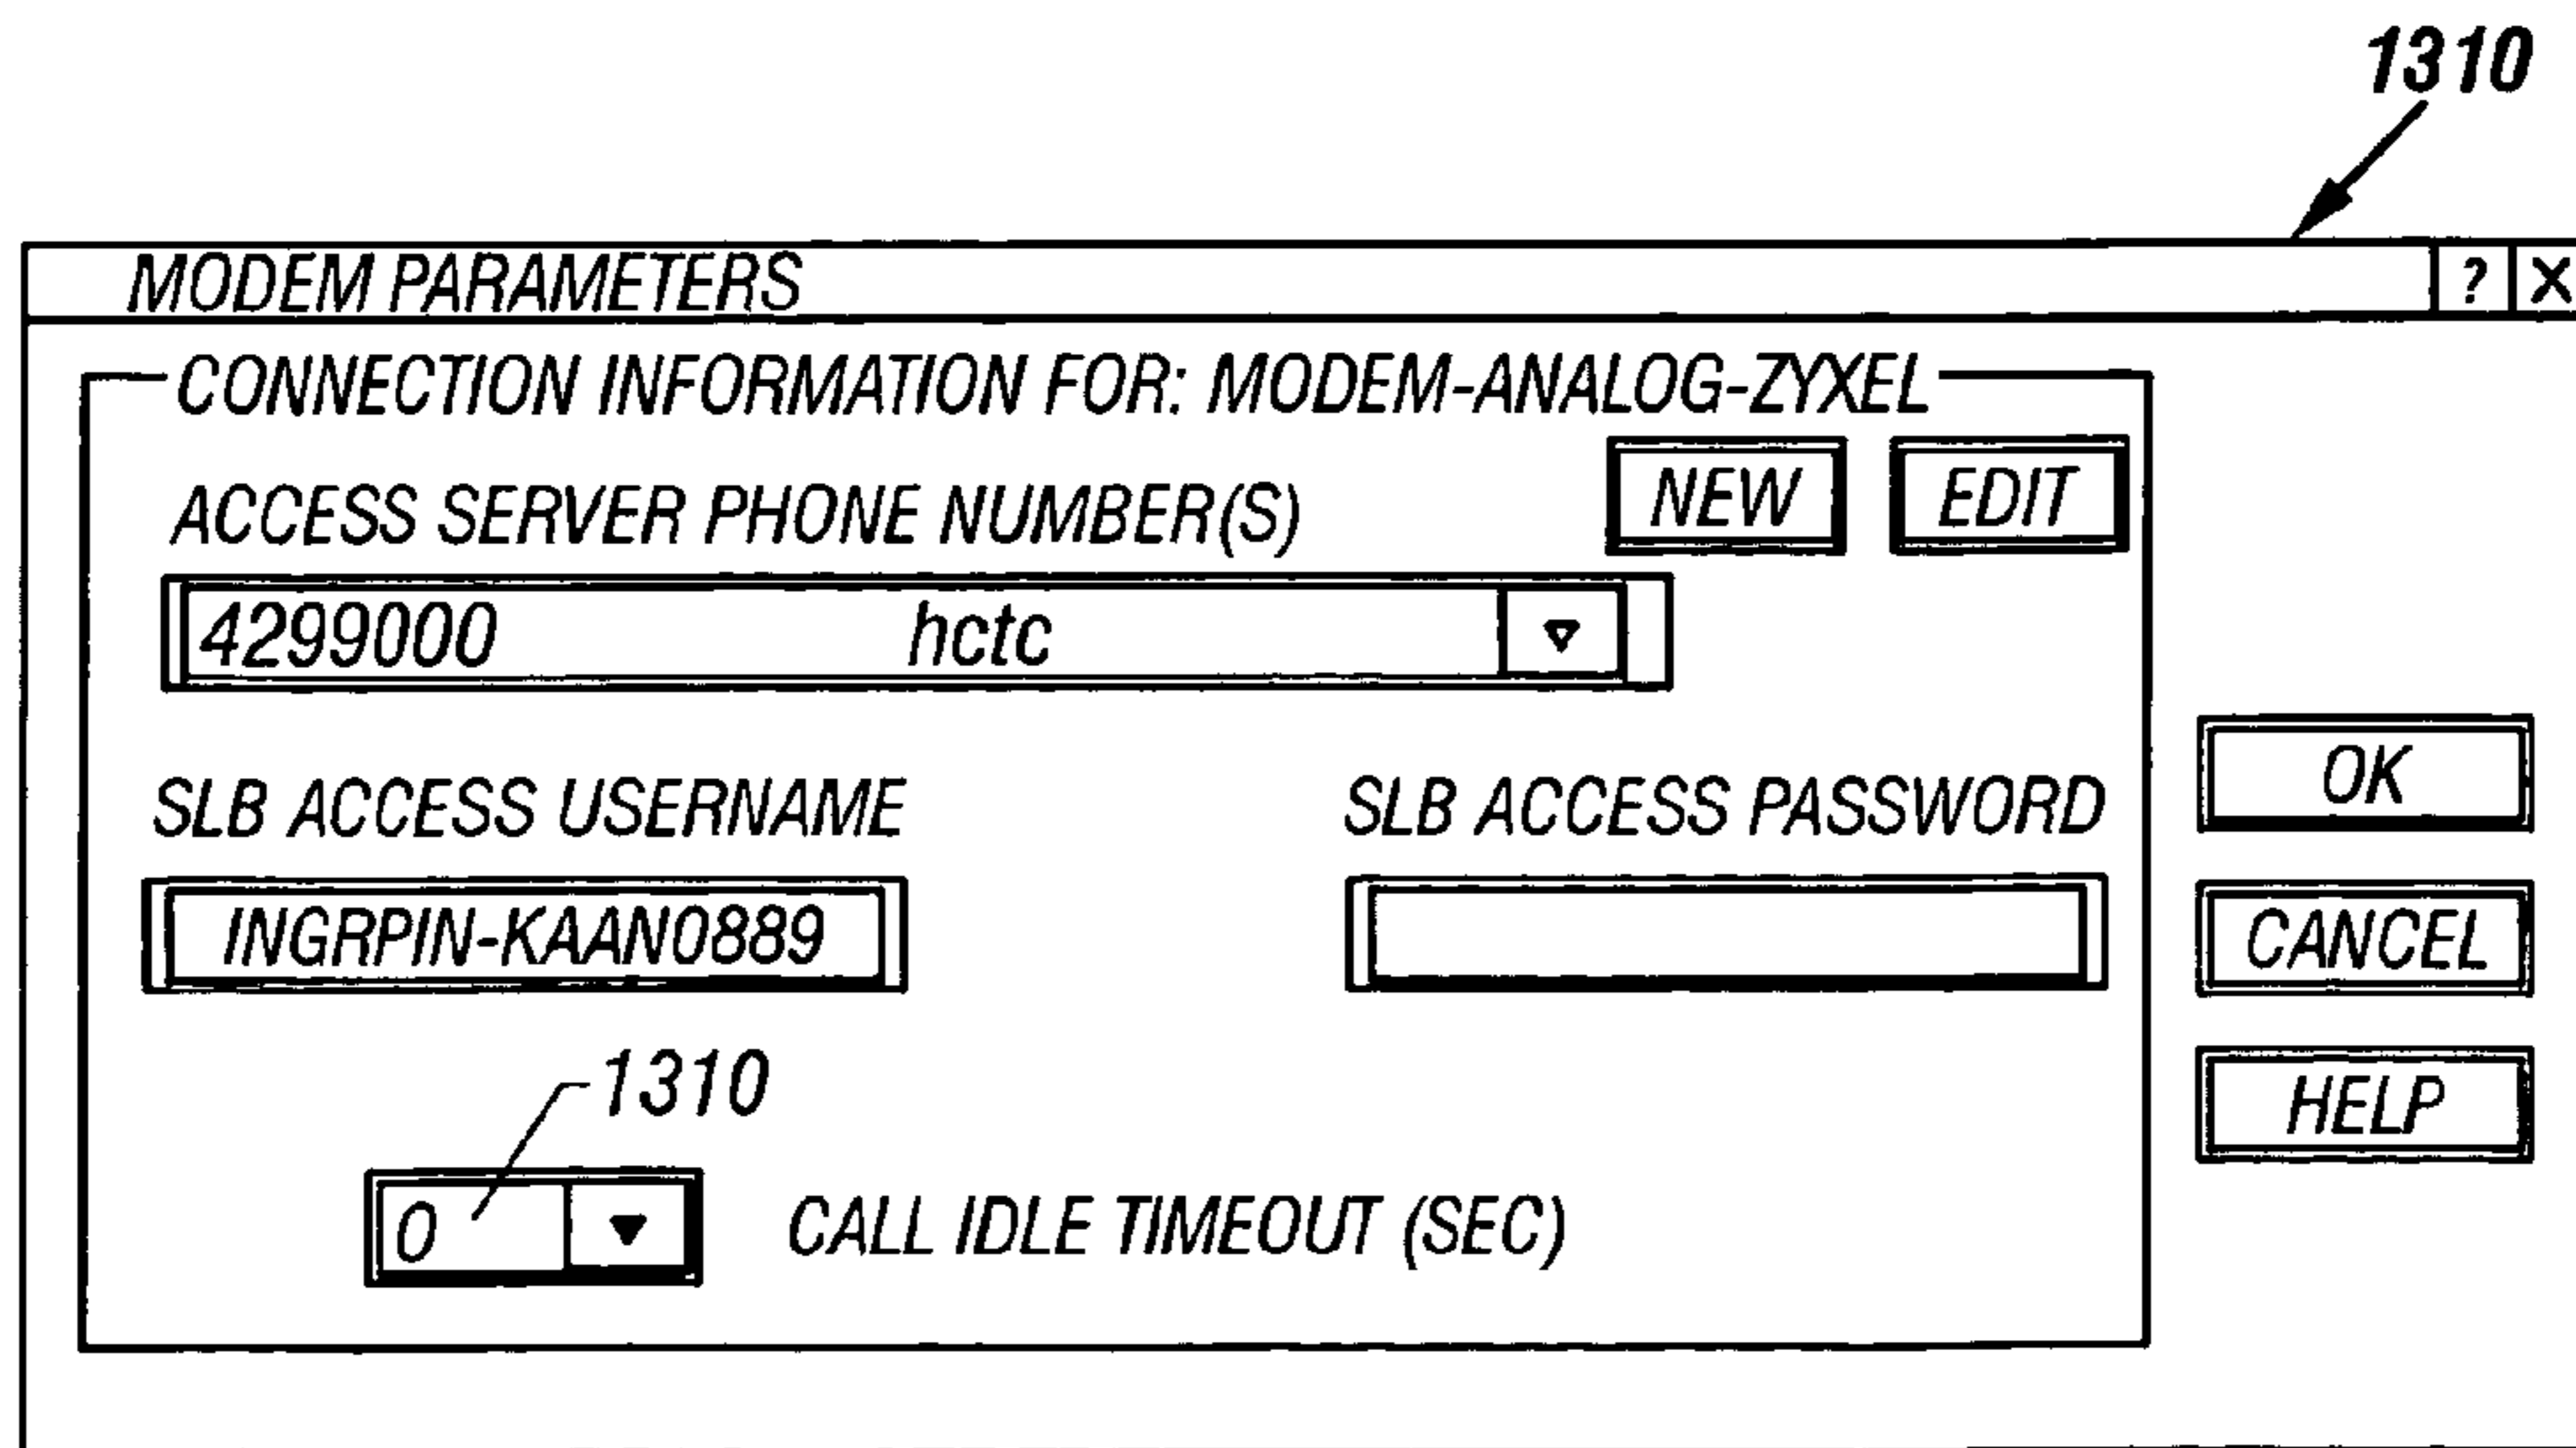 1310
MODEM PARAMETERS ? X
CONNECTION INFORMATION FOR: MODEM-ANALOG-ZYXEL
ACCESS SERVER PHONE NUMBER(S) NEW EDIT
4299000 hctc
SLB ACCESS USERNAME SLB ACCESS PASSWORD OK
INGRPIN-KAAN0889 CANCEL
1310 HELP
0 CALL IDLE TIMEOUT (SEC)